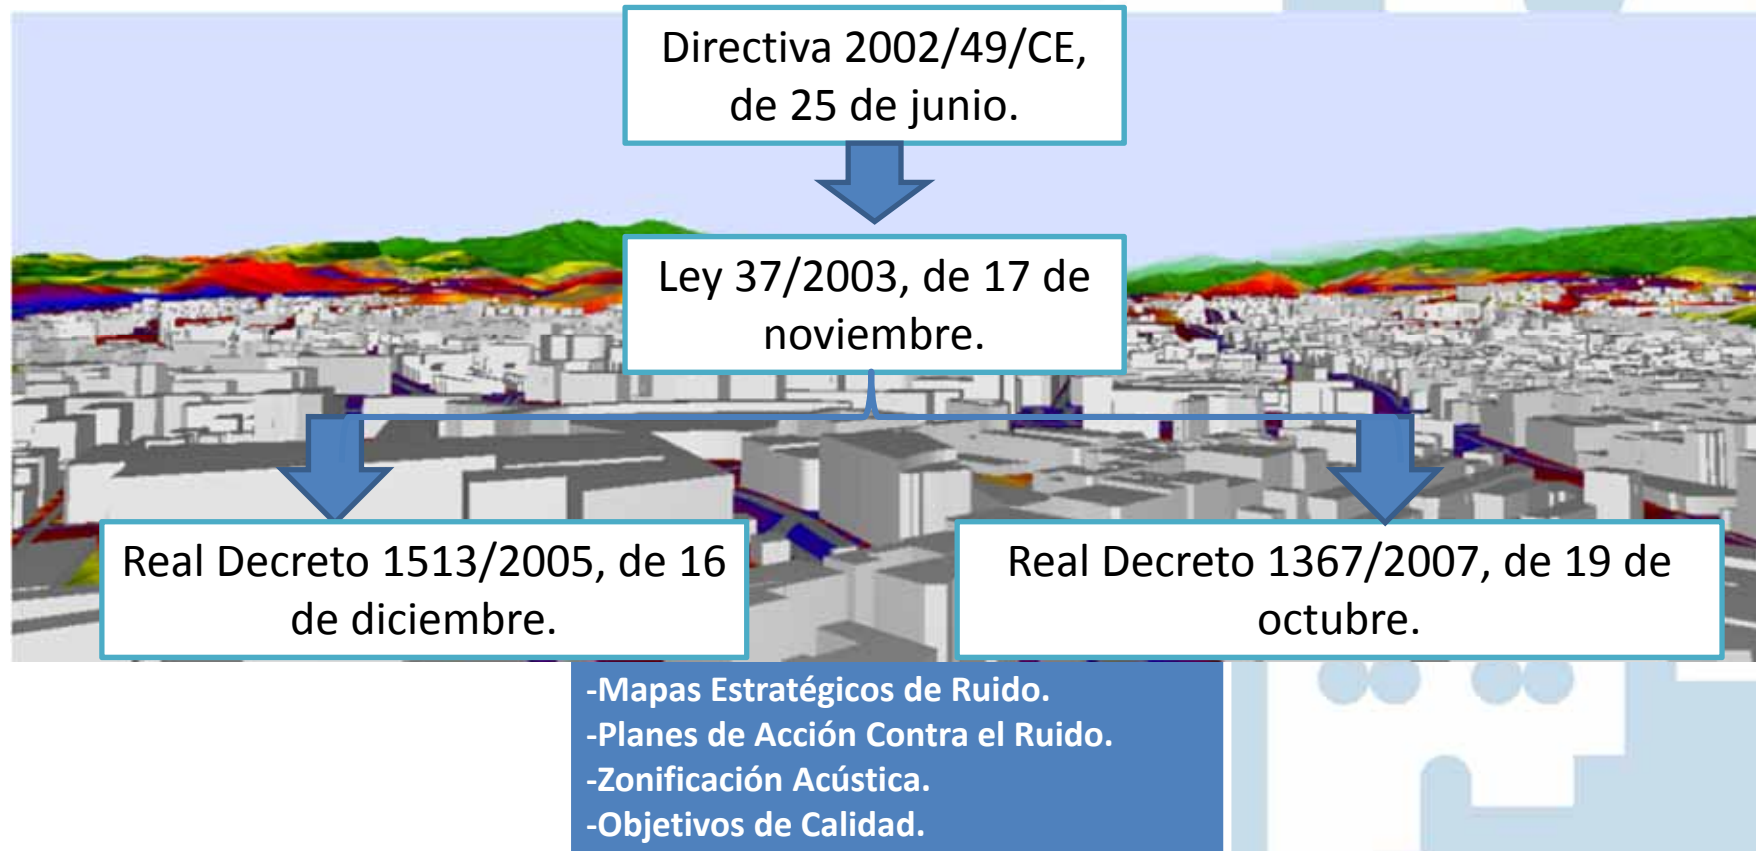 Directiva 2002/49/CE,
de 25 de junio.
Ley 37/2003, de 17 de
noviembre.
Real Decreto 1513/2005, de 16
de diciembre.
Real Decreto 1367/2007, de 19 de
octubre.
-Mapas Estratégicos de Ruido.
-Planes de Acción Contra el Ruido.
-Zonificación Acústica.
-Objetivos de Calidad.